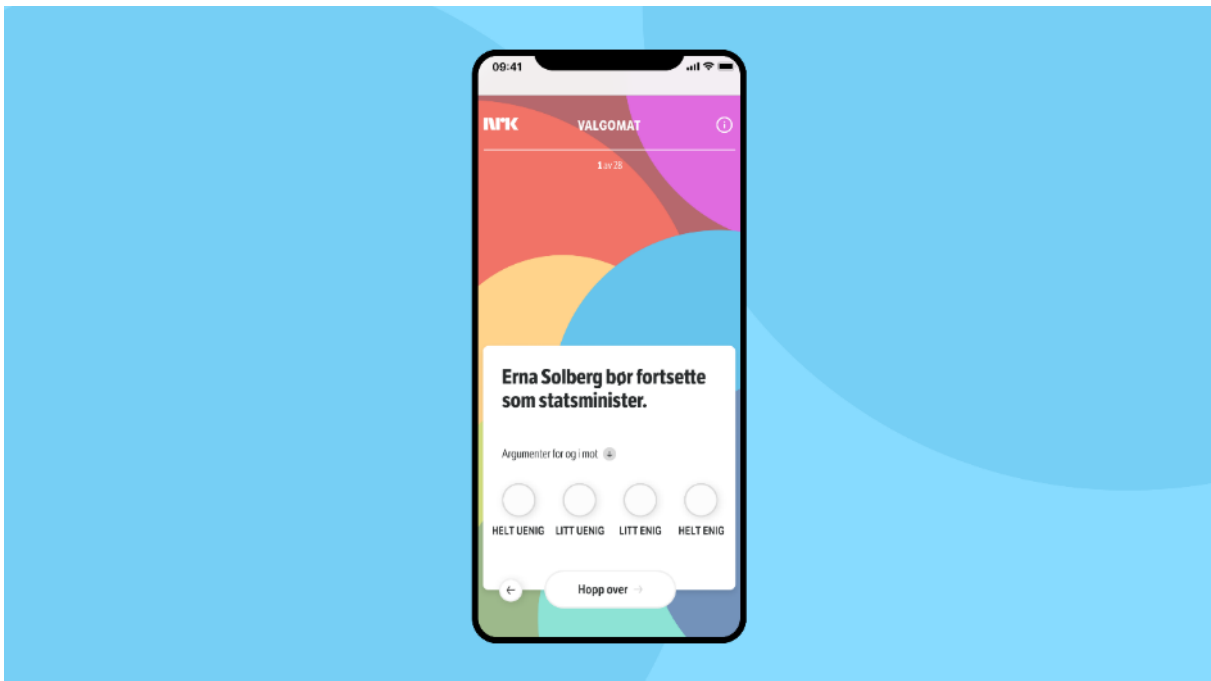 09:41
NRK
VALGOMAT
1 av 28
Erna Solberg bør fortsette
som statsminister.
Argumenter for og i mot
HELT UENIG LITT UENIG LITT ENIG HELT ENIG
Hopp over